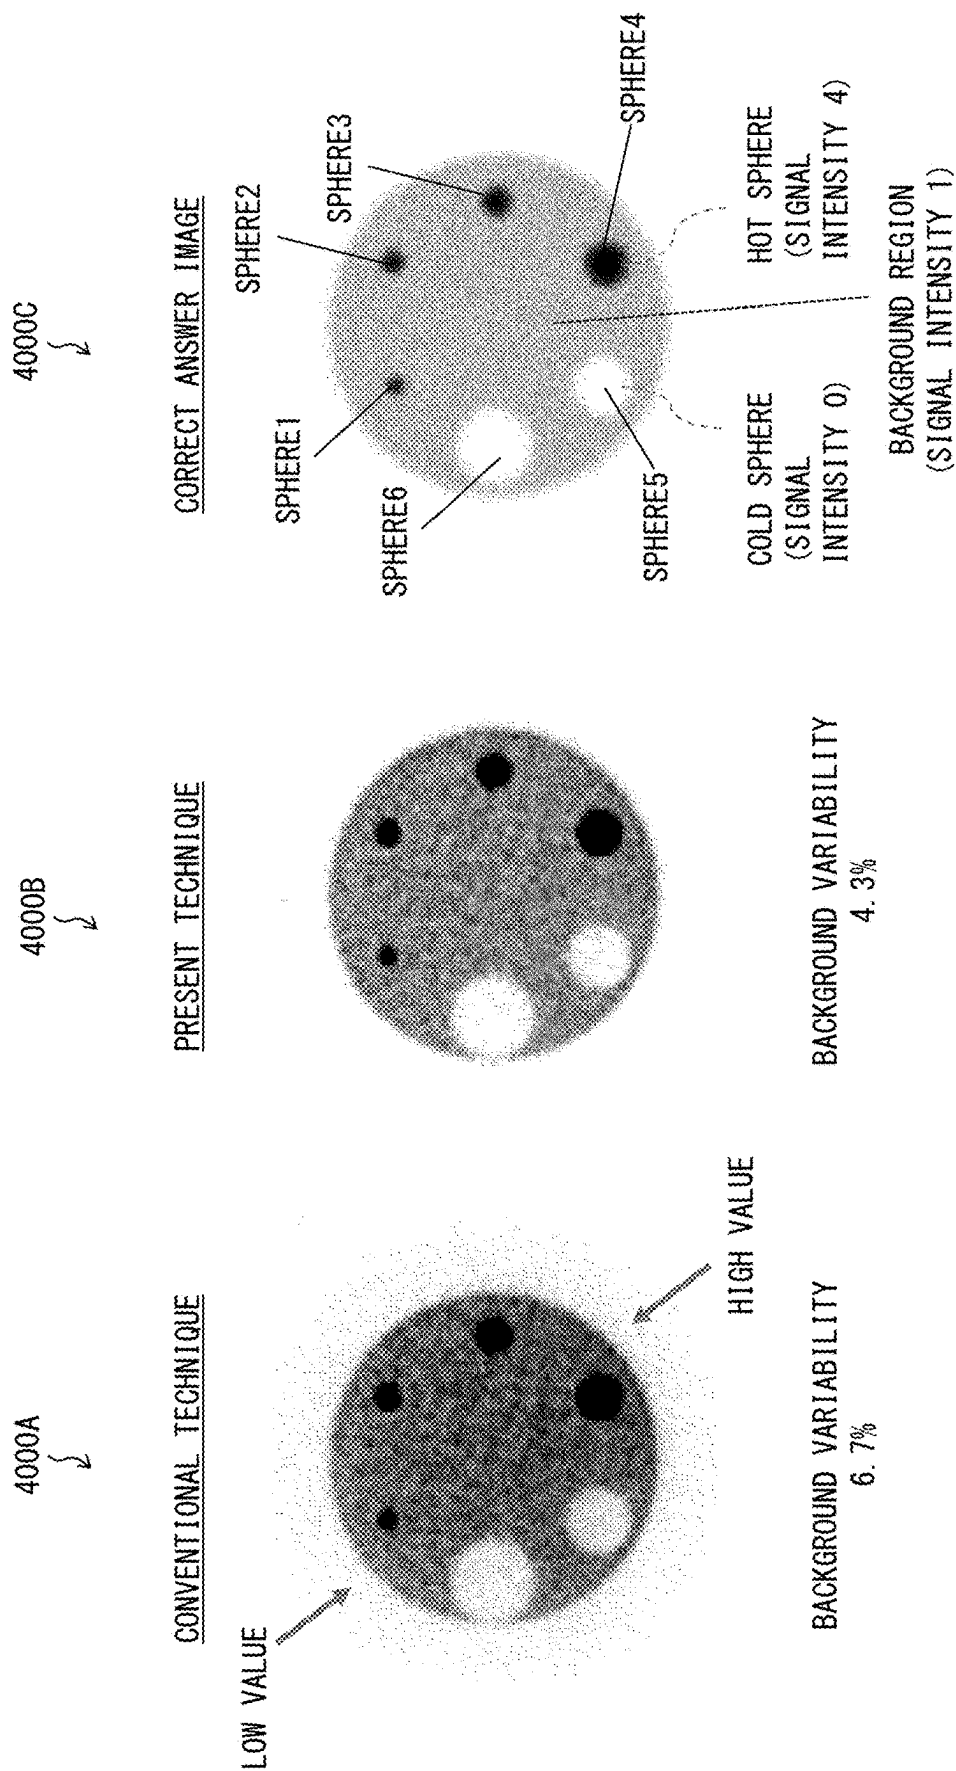 4000A
CONVENTIONAL TECHNIQUE
LOW VALUE
HIGH VALUE
BACKGROUND VARIABILITY
6.7%
4000B
PRESENT TECHNIQUE
BACKGROUND VARIABILITY
4.3%
4000C
CORRECT ANSWER IMAGE
SPHERE1
SPHERE2
SPHERE3
SPHERE4
SPHERE6
SPHERE5
COLD SPHERE
(SIGNAL
INTENSITY 0)
HOT SPHERE
(SIGNAL
INTENSITY 4)
BACKGROUND REGION
(SIGNAL INTENSITY 1)